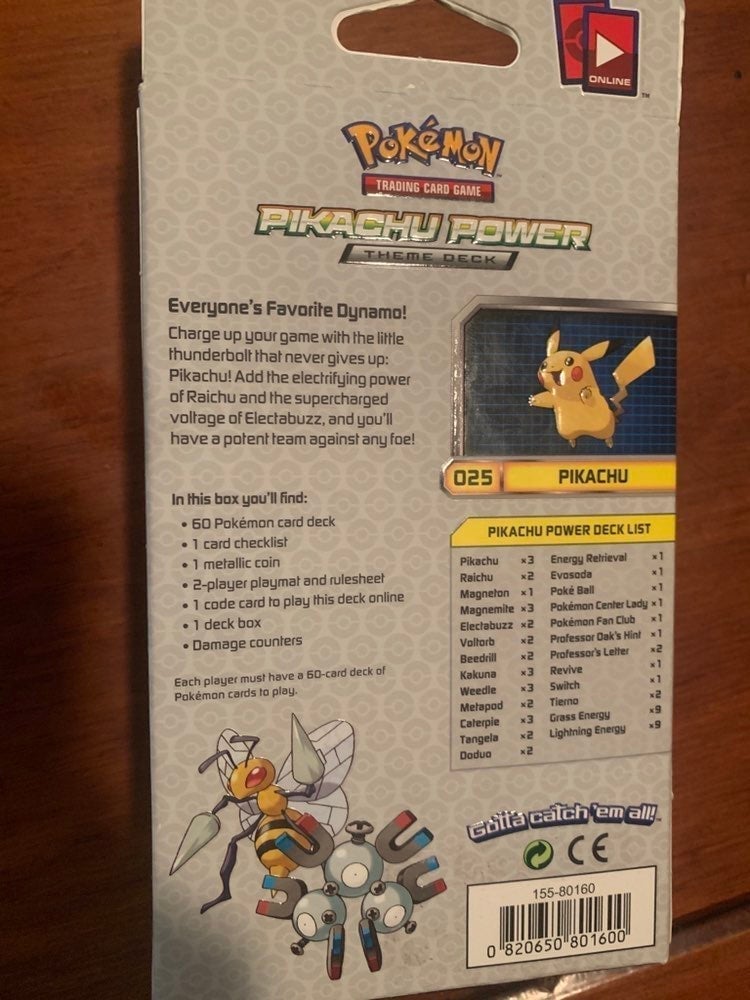 ONLINE
TM
POKéMON
TRADING CARD GAME
PIKACHU POWER
THEME DECK
Everyone's Favorite Dynamo!
Charge up your game with the little
thunderbolt that never gives up:
Pikachu! Add the electrifying power
of Raichu and the supercharged
voltage of Electabuzz, and you'll
have a potent team against any foe!
025 PIKACHU
In this box you'll find:
• 60 Pokémon card deck
• 1 card checklist
• 1 metallic coin
• 2-player playmat and rulesheet
• 1 code card to play this deck online
• 1 deck box
• Damage counters
Each player must have a 60-card deck of
Pokémon cards to play.
PIKACHU POWER DECK LIST
Pikachu ×3
Raichu ×2
Magneton ×1
Magnemite ×3
Electabuzz ×2
Voltorb ×2
Beedrill ×2
Kakuna ×3
Weedle ×3
Metapod ×2
Caterpie ×3
Tangela ×2
Doduo ×2
Energy Retrieval ×1
Evosoda ×1
Poké Ball ×1
Pokémon Center Lady ×1
Pokémon Fan Club ×1
Professor Oak's Hint ×1
Professor's Letter ×2
Revive ×1
Switch ×1
Tierno ×2
Grass Energy ×9
Lightning Energy ×9
Gotta catch 'em all!
CE
155-80160
0 820650 801600